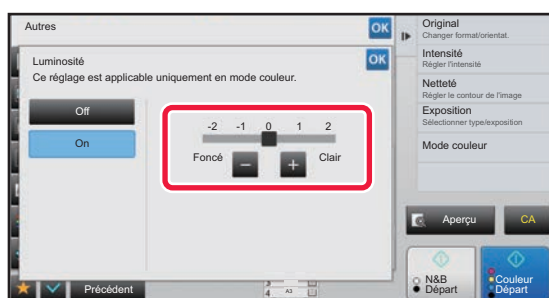 Autres
OK
Luminosité
OK
Ce réglage est applicable uniquement en mode couleur.
Off
On
-2 -1 0 1 2
Foncé − + Clair
Original
Changer format/orientat.
Intensité
Régler l'intensité
Netteté
Régler le contour de l'image
Exposition
Sélectionner type/exposition
Mode couleur
Aperçu
CA
N&B
Départ
Couleur
Départ
Précédent
4 A3